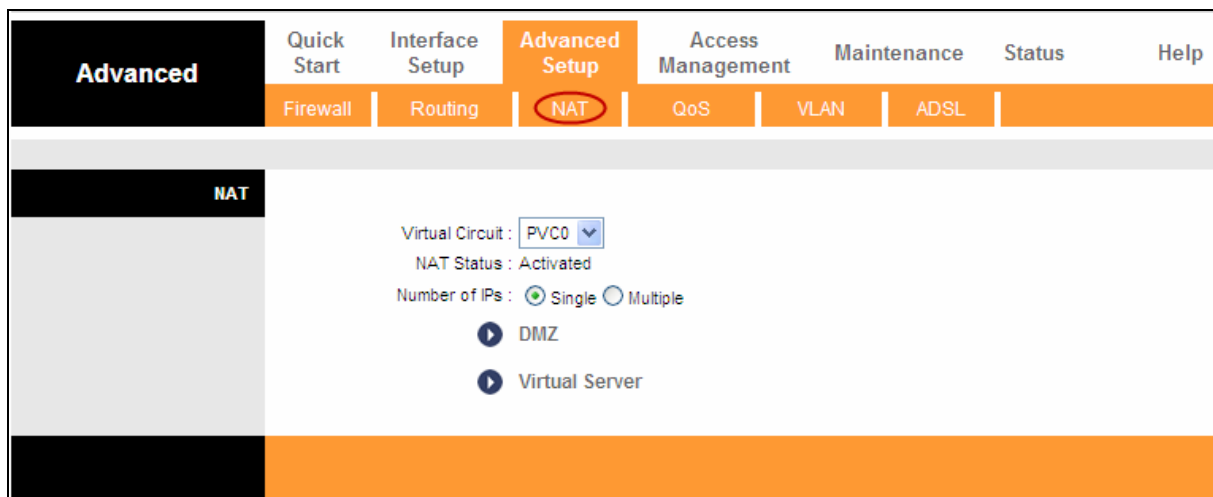 Advanced
Quick Start
Interface Setup
Advanced Setup
Access Management
Maintenance
Status
Help
Firewall
Routing
NAT
QoS
VLAN
ADSL
NAT
Virtual Circuit : PVC0
NAT Status : Activated
Number of IPs : Single Multiple
DMZ
Virtual Server